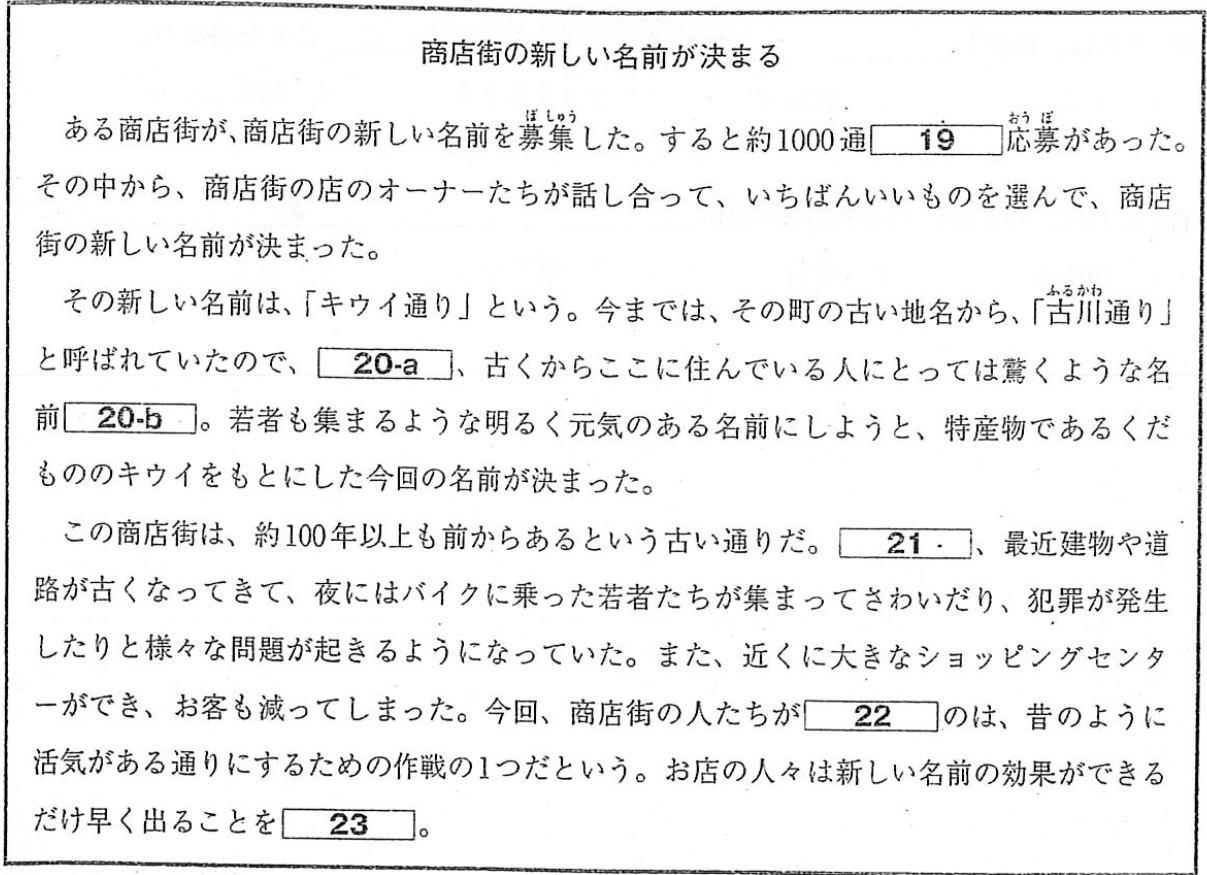 商店街の新しい名前が決まる
ある商店街が、商店街の新しい名前を募集した。すると約1000通 19 応募があった。
その中から、商店街の店のオーナーたちが話し合って、いちばんいいものを選んで、商店
街の新しい名前が決まった。
その新しい名前は、「キウイ通り」という。今までは、その町の古い地名から、「古川通り」
と呼ばれていたので、 20-a 、古くからここに住んでいる人にとっては驚くような名
前 20-b 。若者も集まるような明るく元気のある名前にしようと、特産物であるくだ
もののキウイをもとにした今回の名前が決まった。
この商店街は、約100年以上も前からあるという古い通りだ。 21 、最近建物や道
路が古くなってきて、夜にはバイクに乗った若者たちが集まってさわいだり、犯罪が発生
したりと様々な問題が起きるようになっていた。また、近くに大きなショッピングセンタ
ーができ、お客も減ってしまった。今回、商店街の人たちが 22 のは、昔のように
活気がある通りにするための作戦の1つだという。お店の人々は新しい名前の効果ができる
だけ早く出ることを 23 。